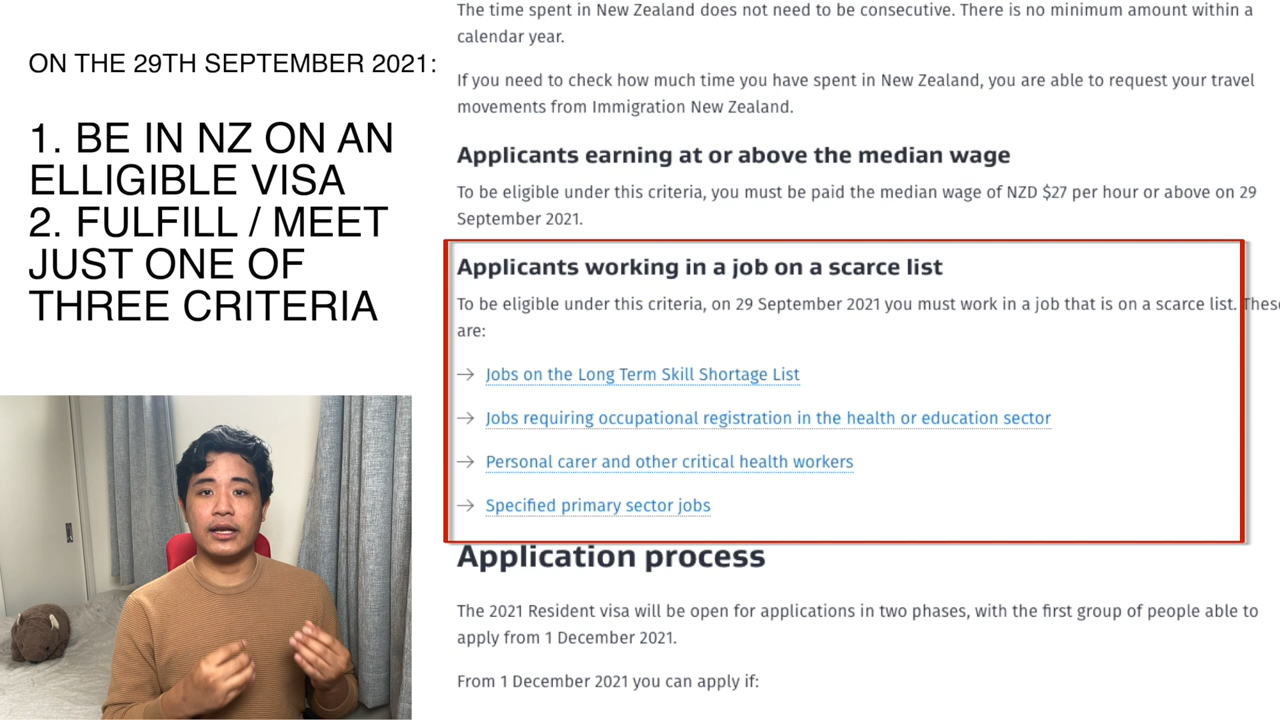 ON THE 29TH SEPTEMBER 2021:
1. BE IN NZ ON AN
ELLIGIBLE VISA
2. FULFILL / MEET
JUST ONE OF
THREE CRITERIA
The time spent in New Zealand does not need to be consecutive. There is no minimum amount within a
calendar year.
If you need to check how much time you have spent in New Zealand, you are able to request your travel
movements from Immigration New Zealand.
Applicants earning at or above the median wage
To be eligible under this criteria, you must be paid the median wage of NZD $27 per hour or above on 29
September 2021.
Applicants working in a job on a scarce list
To be eligible under this criteria, on 29 September 2021 you must work in a job that is on a scarce list. These
are:
→ Jobs on the Long Term Skill Shortage List
→ Jobs requiring occupational registration in the health or education sector
→ Personal carer and other critical health workers
→ Specified primary sector jobs
Application process
The 2021 Resident visa will be open for applications in two phases, with the first group of people able to
apply from 1 December 2021.
From 1 December 2021 you can apply if: